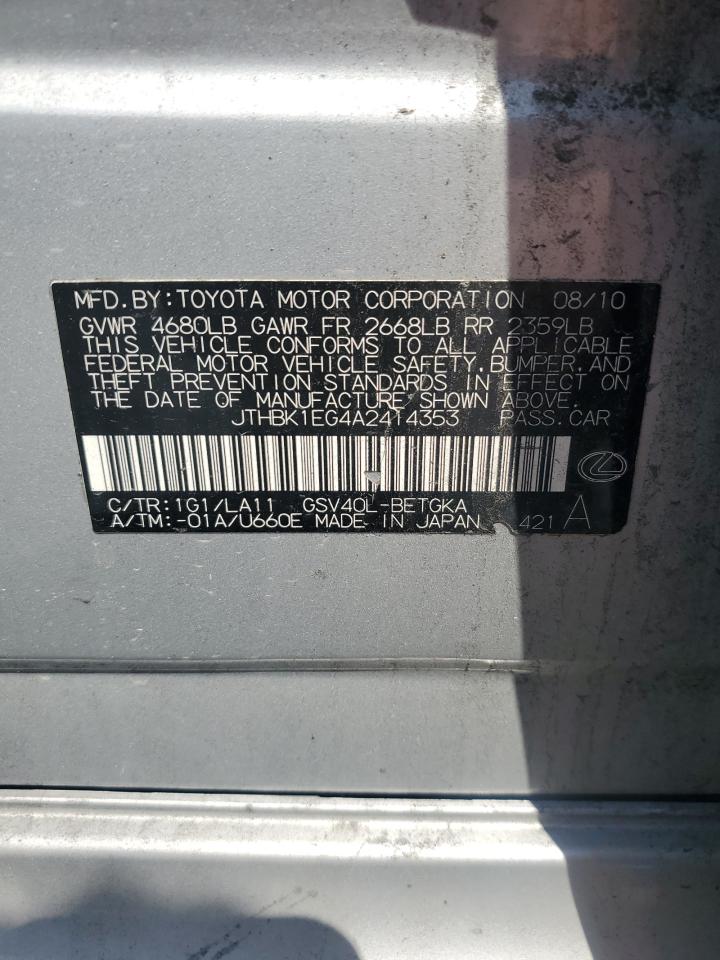 MFD.BY:TOYOTA MOTOR CORPORATION 08/10
GVWR 4680LB GAWR FR 2668LB RR 2359LB
THIS VEHICLE CONFORMS TO ALL APPLICABLE
FEDERAL MOTOR VEHICLE SAFETY,BUMPER,AND
THEFT PREVENTION STANDARDS IN EFFECT ON
THE DATE OF MANUFACTURE SHOWN ABOVE.
JTHBK1EG4A2414353 PASS.CAR
C/TR:1G1/LA11 GSV40L-BETGKA
A/TM:-01A/U660E MADE IN JAPAN 421 A